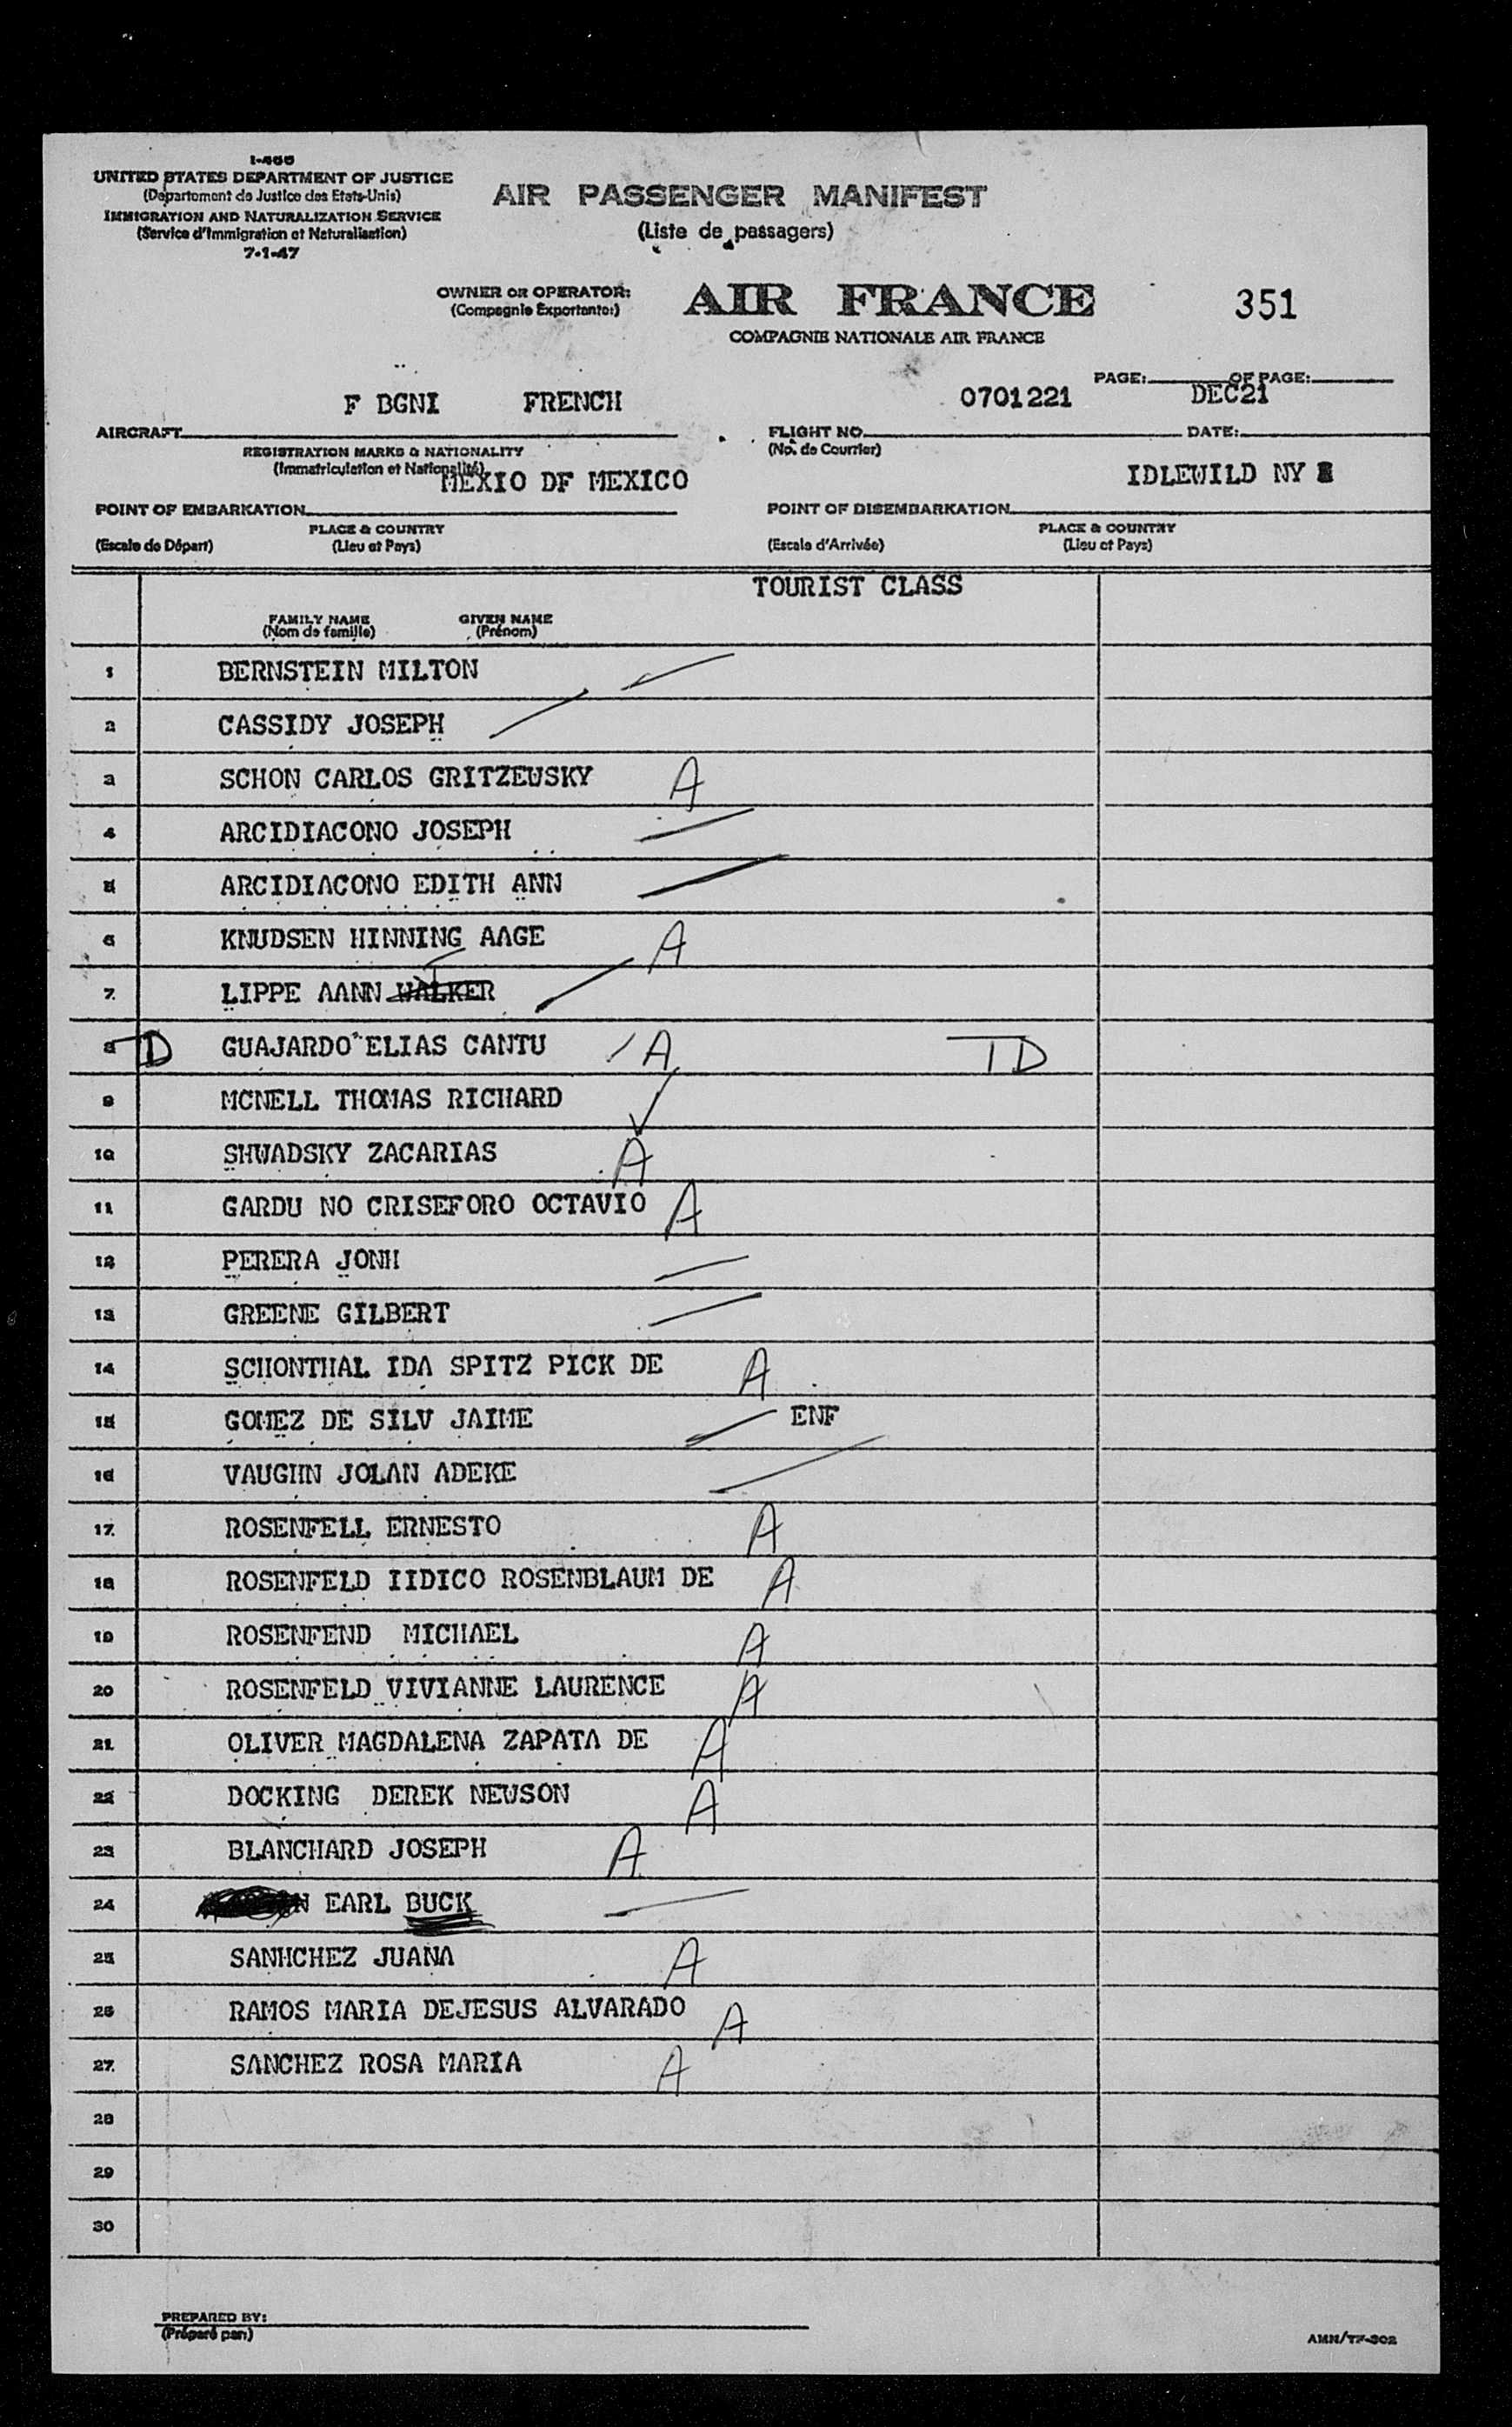 I-466
UNITED STATES DEPARTMENT OF JUSTICE
(Departement de Justice des Etats-Unis)
IMMIGRATION AND NATURALIZATION SERVICE
(Service d'Immigration et Naturalisation)
7-1-47
AIR PASSENGER MANIFEST
(Liste de passagers)
OWNER OR OPERATOR:
(Compagnie Exportante:)
AIR FRANCE
COMPAGNIE NATIONALE AIR FRANCE
351
PAGE: OF PAGE:
F BGNI FRENCH 0701221 DEC21
AIRCRAFT FLIGHT NO. DATE:
REGISTRATION MARKS & NATIONALITY (No. de Courrier)
(Immatriculation et Nationalité)
MEXIO DF MEXICO IDLEWILD NY
POINT OF EMBARKATION POINT OF DISEMBARKATION
PLACE & COUNTRY PLACE & COUNTRY
(Escale de Départ) (Lieu et Pays) (Escale d'Arrivée) (Lieu et Pays)
TOURIST CLASS
FAMILY NAME GIVEN NAME
(Nom de famille) (Prénom)
1 BERNSTEIN MILTON
2 CASSIDY JOSEPH
3 SCHON CARLOS GRITZEWSKY A
4 ARCIDIACONO JOSEPH
5 ARCIDIACONO EDITH ANN
6 KNUDSEN HINNING AAGE A
7 LIPPE AANN WALKER
8 TD GUAJARDO ELIAS CANTU A TD
9 MCNELL THOMAS RICHARD
10 SHWADSKY ZACARIAS A
11 GARDU NO CRISEFORO OCTAVIO A
12 PERERA JONH
13 GREENE GILBERT
14 SCHONTHAL IDA SPITZ PICK DE A
15 GOMEZ DE SILV JAIME ENF
16 VAUGHN JOLAN ADEKE
17 ROSENFELL ERNESTO A
18 ROSENFELD IIDICO ROSENBLAUM DE A
19 ROSENFEND MICHAEL A
20 ROSENFELD VIVIANNE LAURENCE A
21 OLIVER MAGDALENA ZAPATA DE A
22 DOCKING DEREK NEWSON A
23 BLANCHARD JOSEPH A
24 EARL BUCK
25 SANHCHEZ JUANA A
26 RAMOS MARIA DEJESUS ALVARADO A
27 SANCHEZ ROSA MARIA A
28
29
30
PREPARED BY:
(Préparé par:)
AMN/TF-302